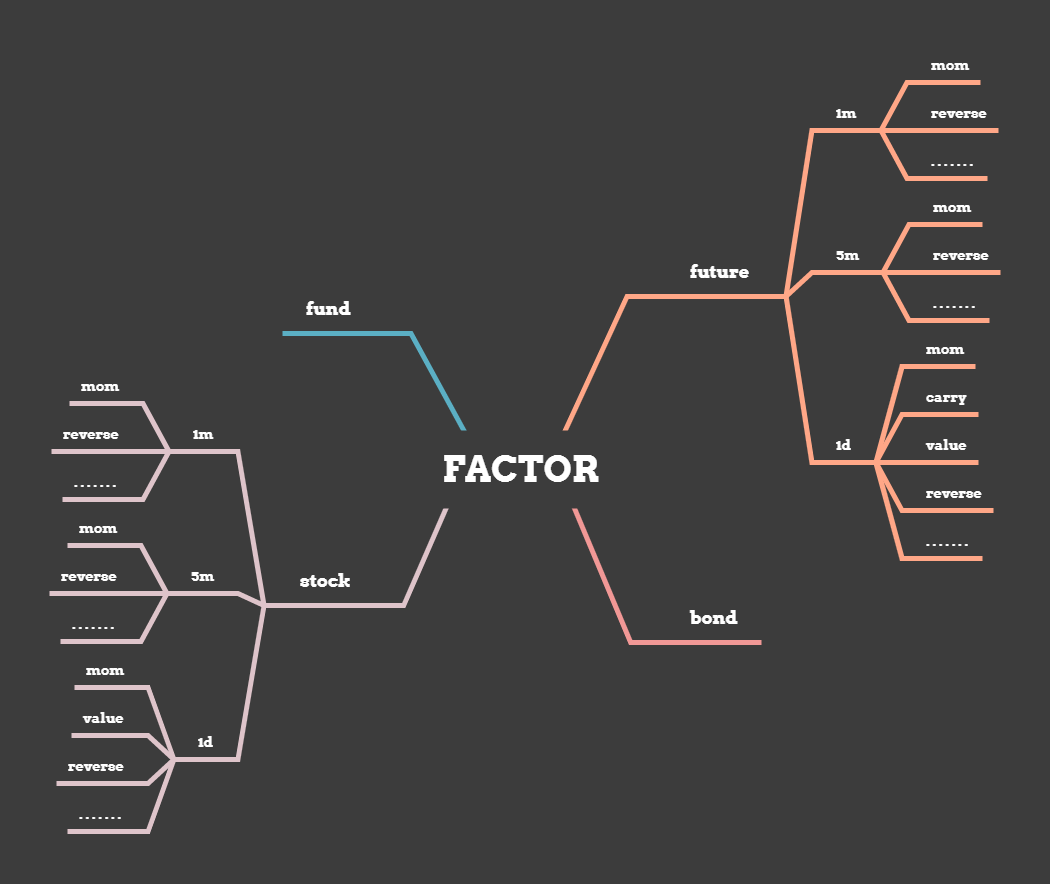 FACTOR
future
1m
mom
reverse
.......
5m
mom
reverse
.......
1d
mom
carry
value
reverse
.......
bond
fund
stock
1m
mom
reverse
.......
5m
mom
reverse
.......
1d
mom
value
reverse
.......